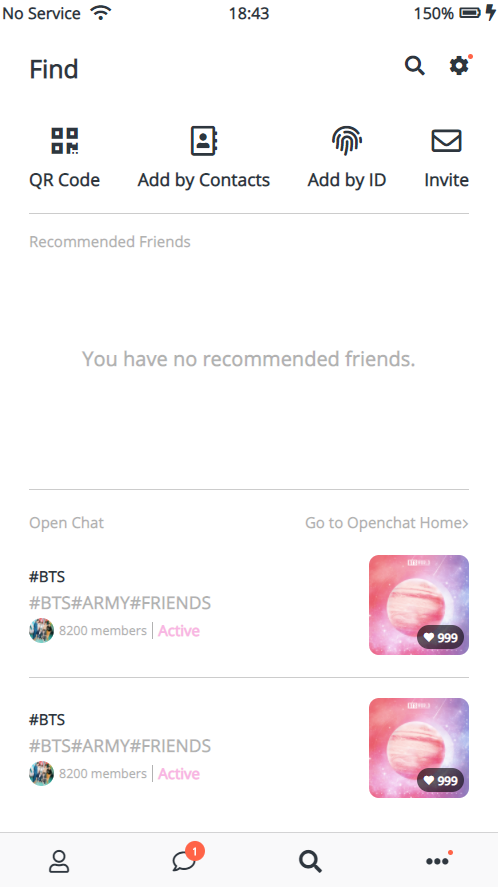 No Service 18:43 150%
Find
QR Code Add by Contacts Add by ID Invite
Recommended Friends
You have no recommended friends.
Open Chat Go to Openchat Home
#BTS
#BTS#ARMY#FRIENDS
8200 members Active
999
#BTS
#BTS#ARMY#FRIENDS
8200 members Active
999
1